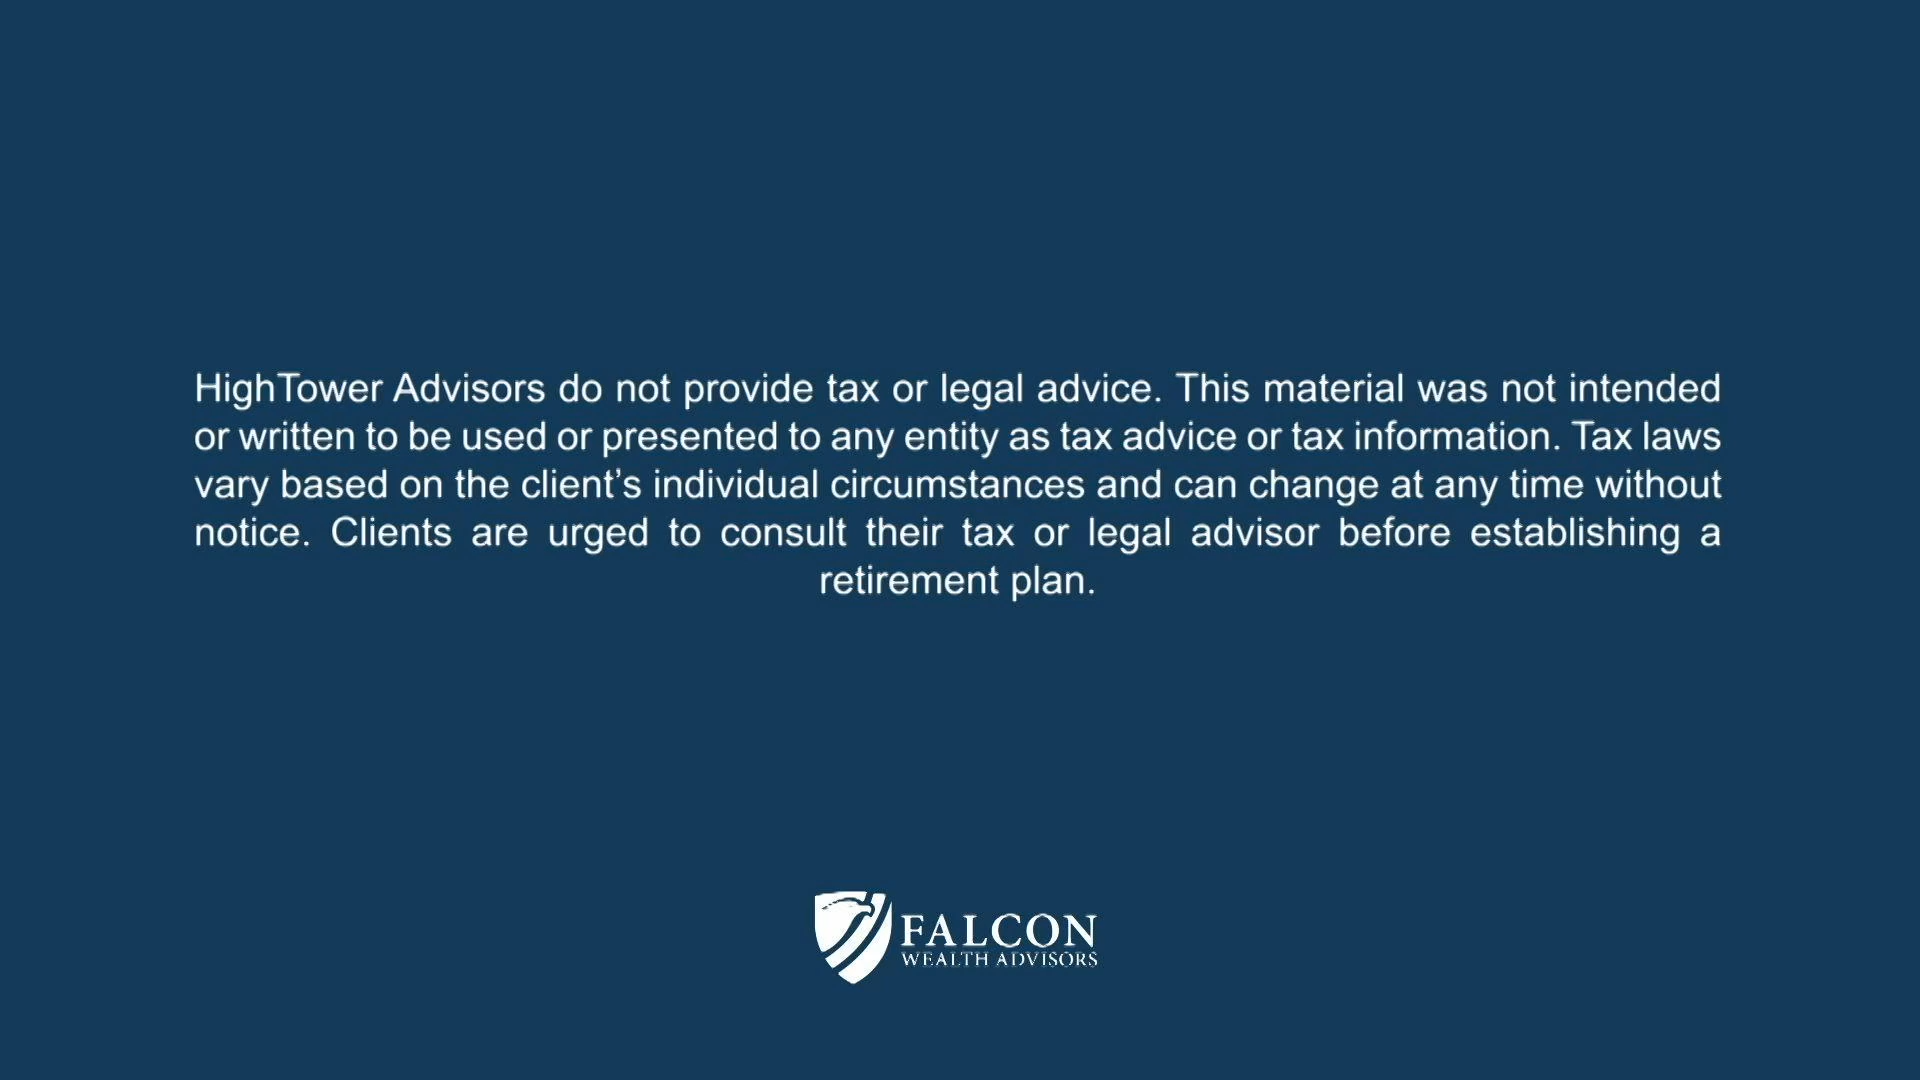 HighTower Advisors do not provide tax or legal advice. This material was not intended
or written to be used or presented to any entity as tax advice or tax information. Tax laws
vary based on the client’s individual circumstances and can change at any time without
notice. Clients are urged to consult their tax or legal advisor before establishing a
retirement plan.
FALCON
WEALTH ADVISORS